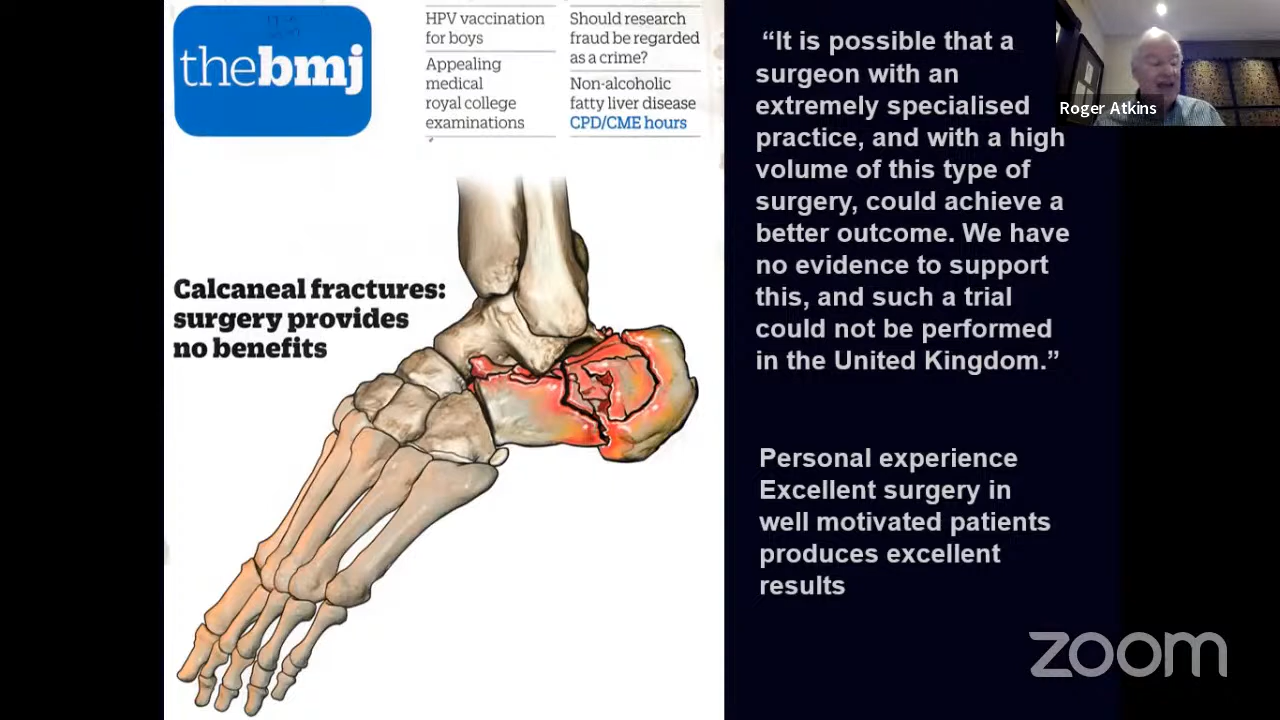 thebmj
HPV vaccination
for boys
Appealing
medical
royal college
examinations
Should research
fraud be regarded
as a crime?
Non-alcoholic
fatty liver disease
CPD/CME hours
Calcaneal fractures:
surgery provides
no benefits
“It is possible that a
surgeon with an
extremely specialised
practice, and with a high
volume of this type of
surgery, could achieve a
better outcome. We have
no evidence to support
this, and such a trial
could not be performed
in the United Kingdom.”
Personal experience
Excellent surgery in
well motivated patients
produces excellent
results
Roger Atkins
zoom